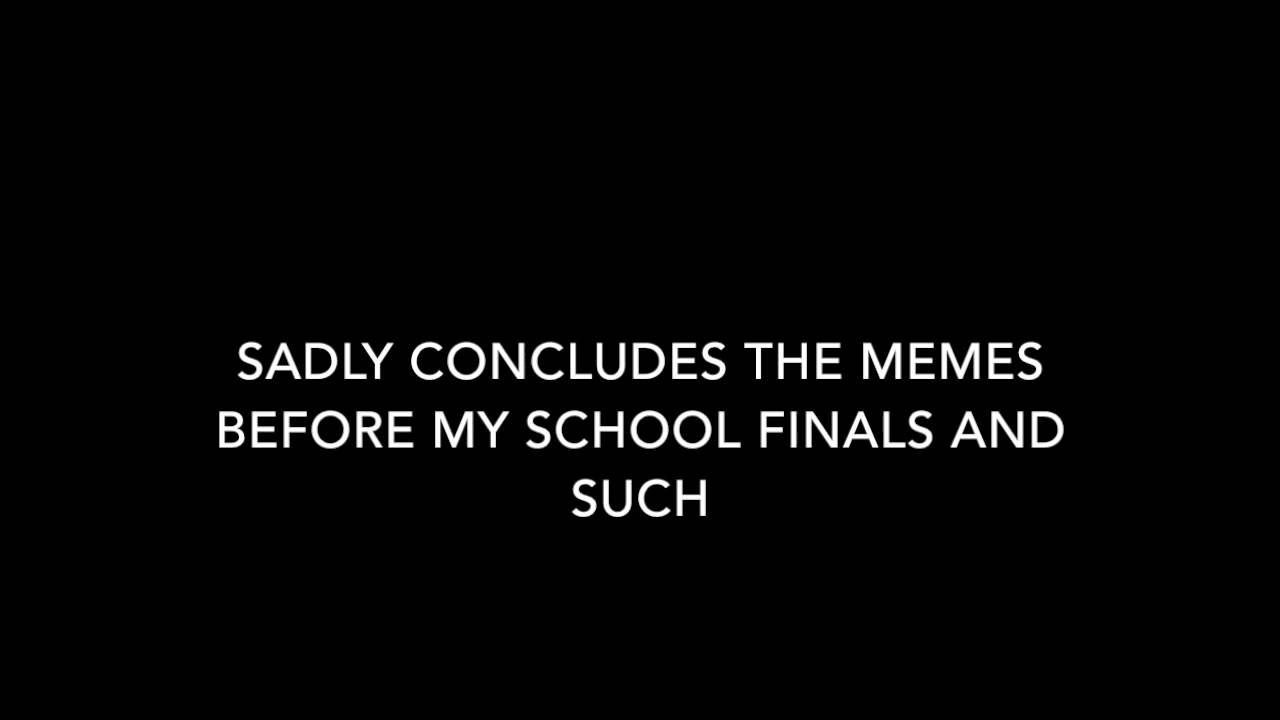 SADLY CONCLUDES THE MEMES
BEFORE MY SCHOOL FINALS AND
SUCH